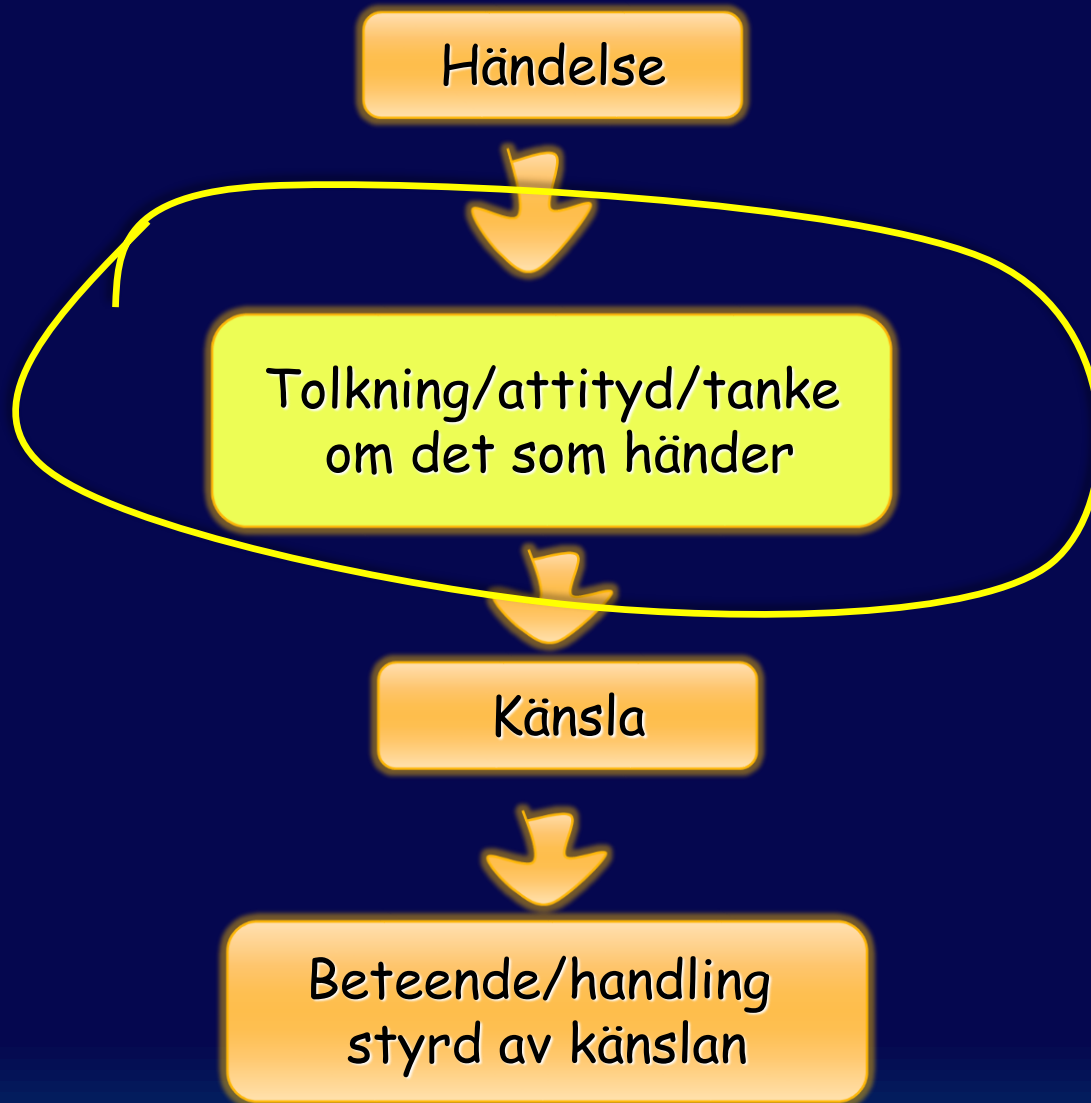 Händelse
Tolkning/attityd/tanke
om det som händer
Känsla
Beteende/handling
styrd av känslan